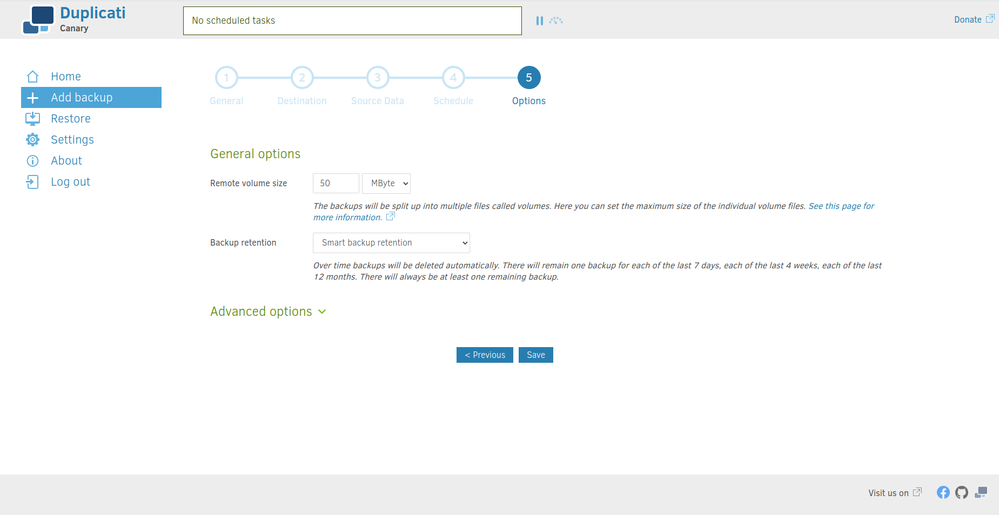 Duplicati
Canary
No scheduled tasks
Donate
Home
Add backup
Restore
Settings
About
Log out
1
2
3
4
5
General
Destination
Source Data
Schedule
Options
General options
Remote volume size
50
MByte
The backups will be split up into multiple files called volumes. Here you can set the maximum size of the individual volume files. See this page for
more information.
Backup retention
Smart backup retention
Over time backups will be deleted automatically. There will remain one backup for each of the last 7 days, each of the last 4 weeks, each of the last
12 months. There will always be at least one remaining backup.
Advanced options
< Previous
Save
Visit us on